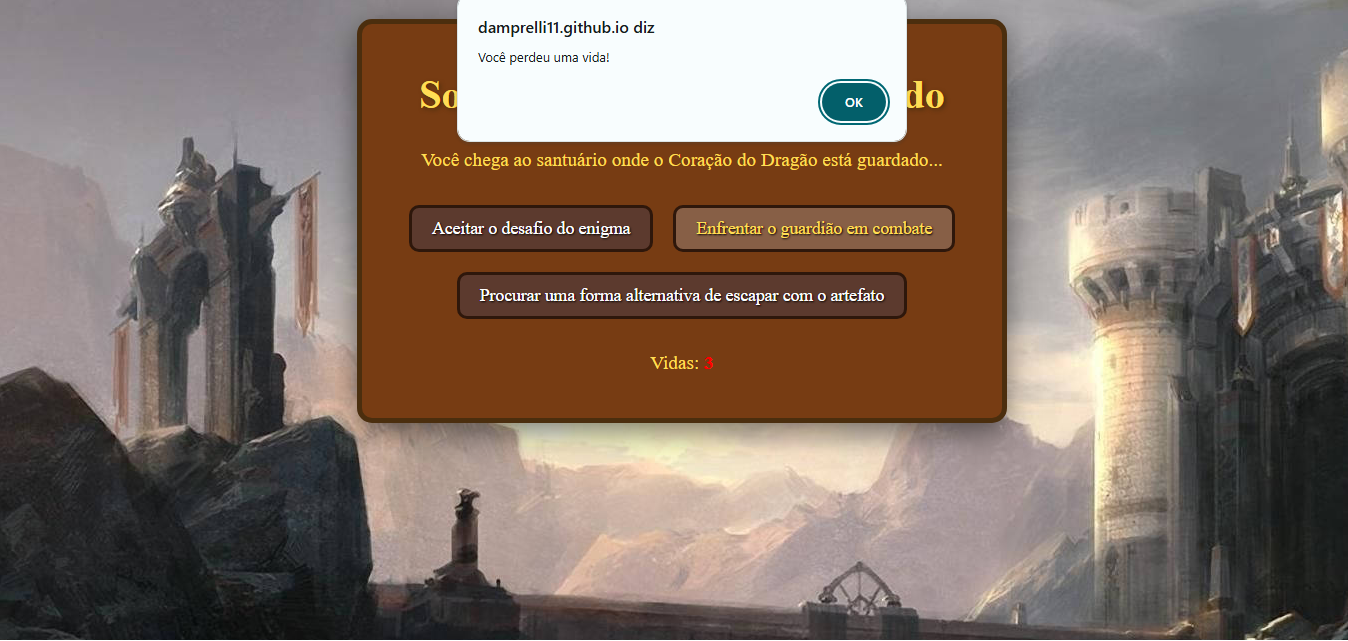 damprelli11.github.io diz
Você perdeu uma vida!
OK
Você chega ao santuário onde o Coração do Dragão está guardado...
Aceitar o desafio do enigma
Enfrentar o guardião em combate
Procurar uma forma alternativa de escapar com o artefato
Vidas: 3